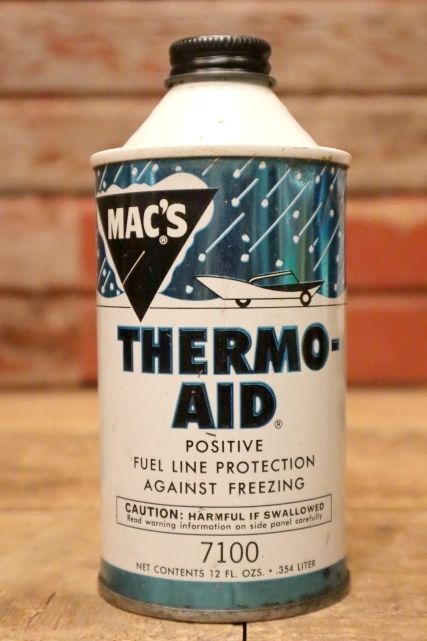 MAC'S®
THERMO-
AID®
POSITIVE
FUEL LINE PROTECTION
AGAINST FREEZING
CAUTION: HARMFUL IF SWALLOWED
Read warning information on side panel carefully
7100
NET CONTENTS 12 FL. OZS. • .354 LITER